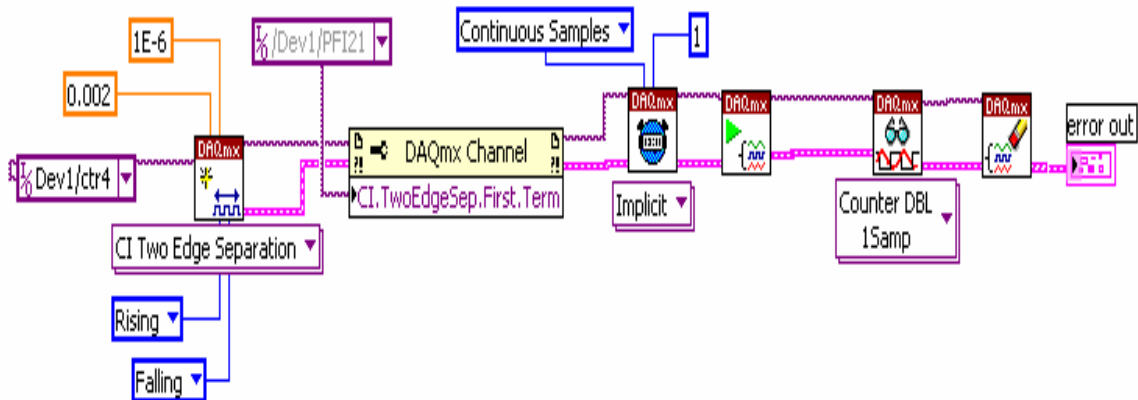 1E-6
/Dev1/PFI21
Continuous Samples
1
0.002
DAQmx
DAQmx
DAQmx
DAQmx
DAQmx
error out
Dev1/ctr4
DAQmx Channel
CI.TwoEdgeSep.First.Term
CI Two Edge Separation
Implicit
Counter DBL
1Samp
Rising
Falling